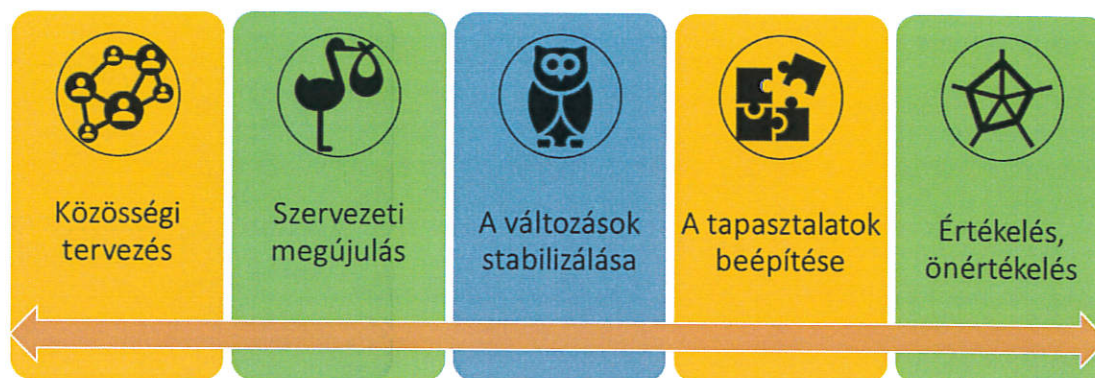 Közösségi
tervezés
Szervezeti
megújulás
A változások
stabilizálása
A tapasztalatok
beépítése
Értékelés,
önértékelés